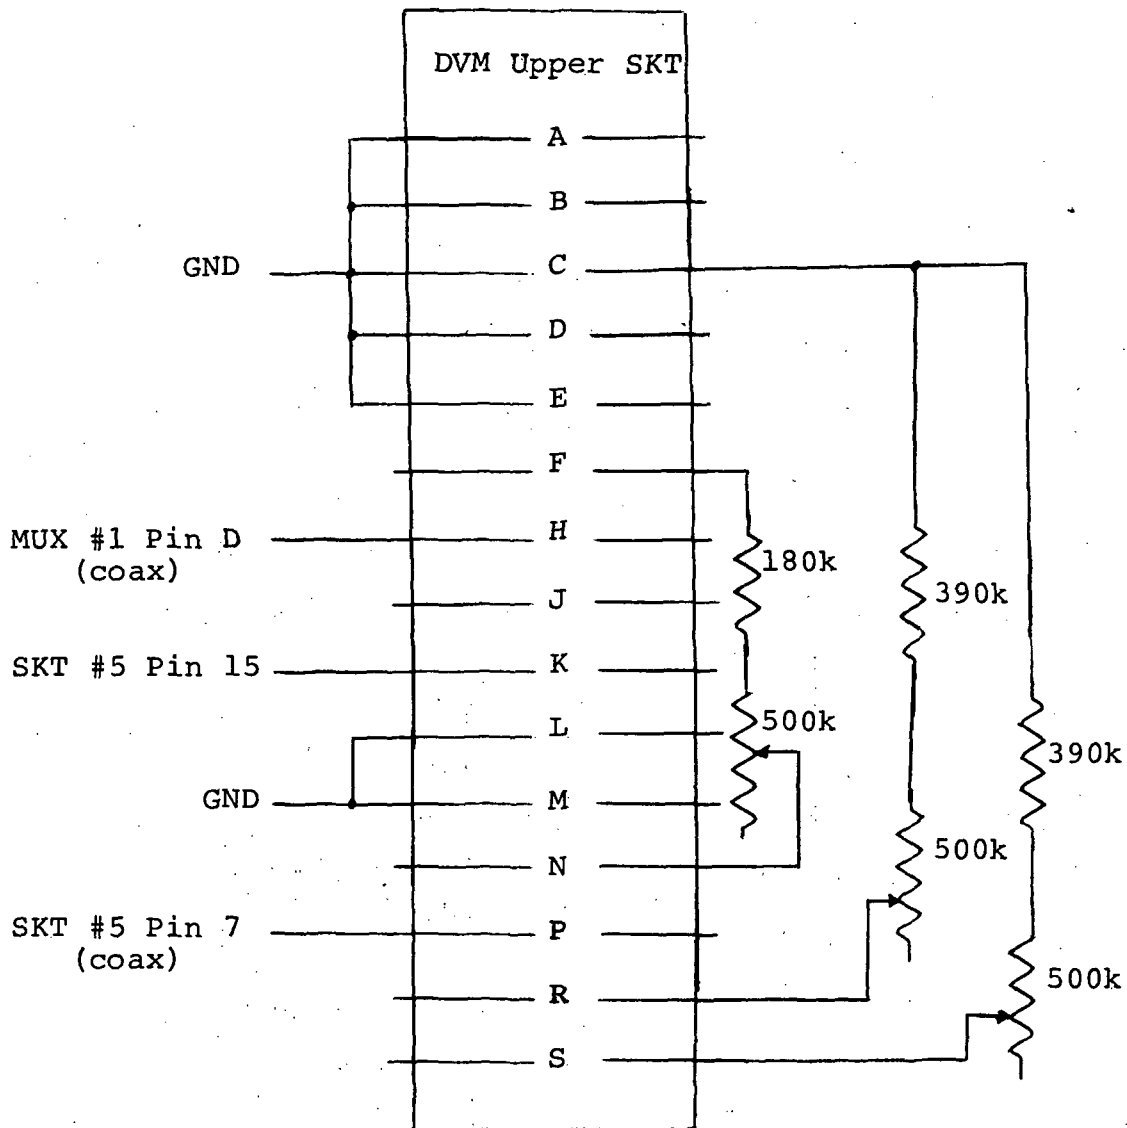 DVM Upper SKT
A
B
GND C
D
E
F
MUX #1 Pin D H
(coax)
180k
390k
J
SKT #5 Pin 15 K
L 500k
390k
GND M
500k
N
SKT #5 Pin 7 P
(coax)
500k
R
S